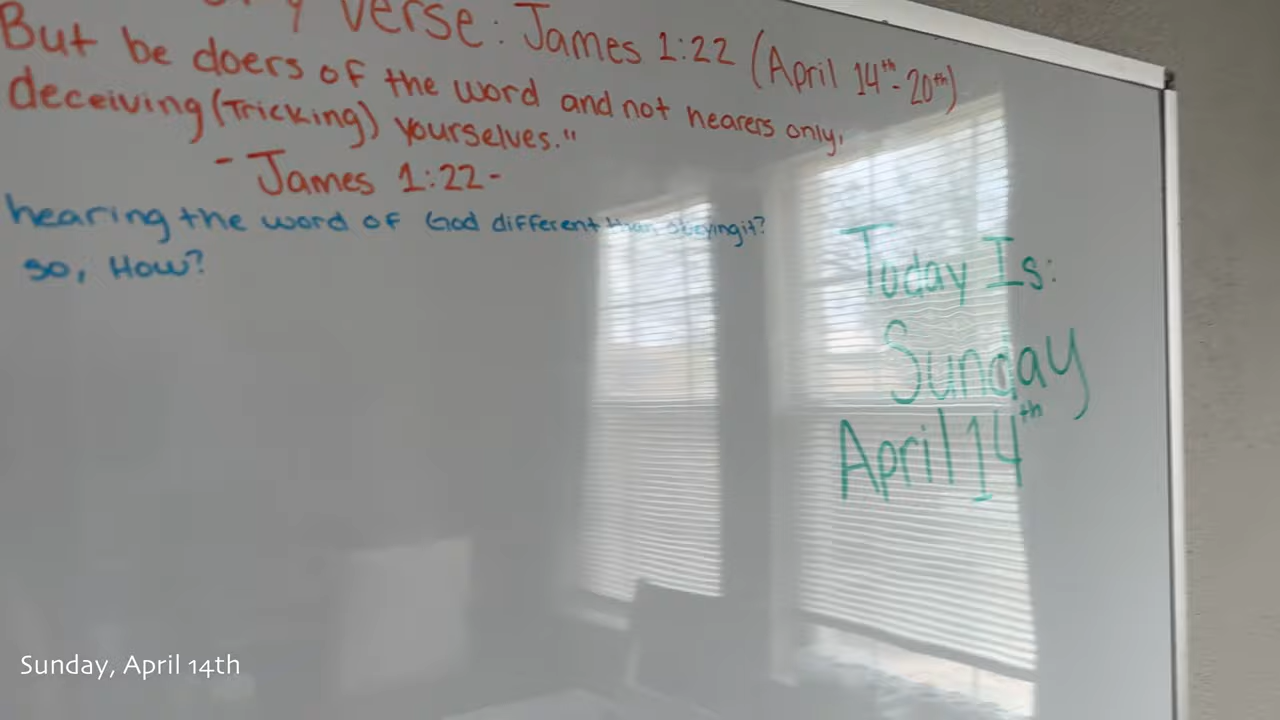 Verse: James 1:22 (April 14th - 20th)
But be doers of the word and not hearers only,
deceiving (Tricking) yourselves."
- James 1:22 -
hearing the word of God different than obeying it?
so, How?
Today Is:
Sunday
April 14th
Sunday, April 14th